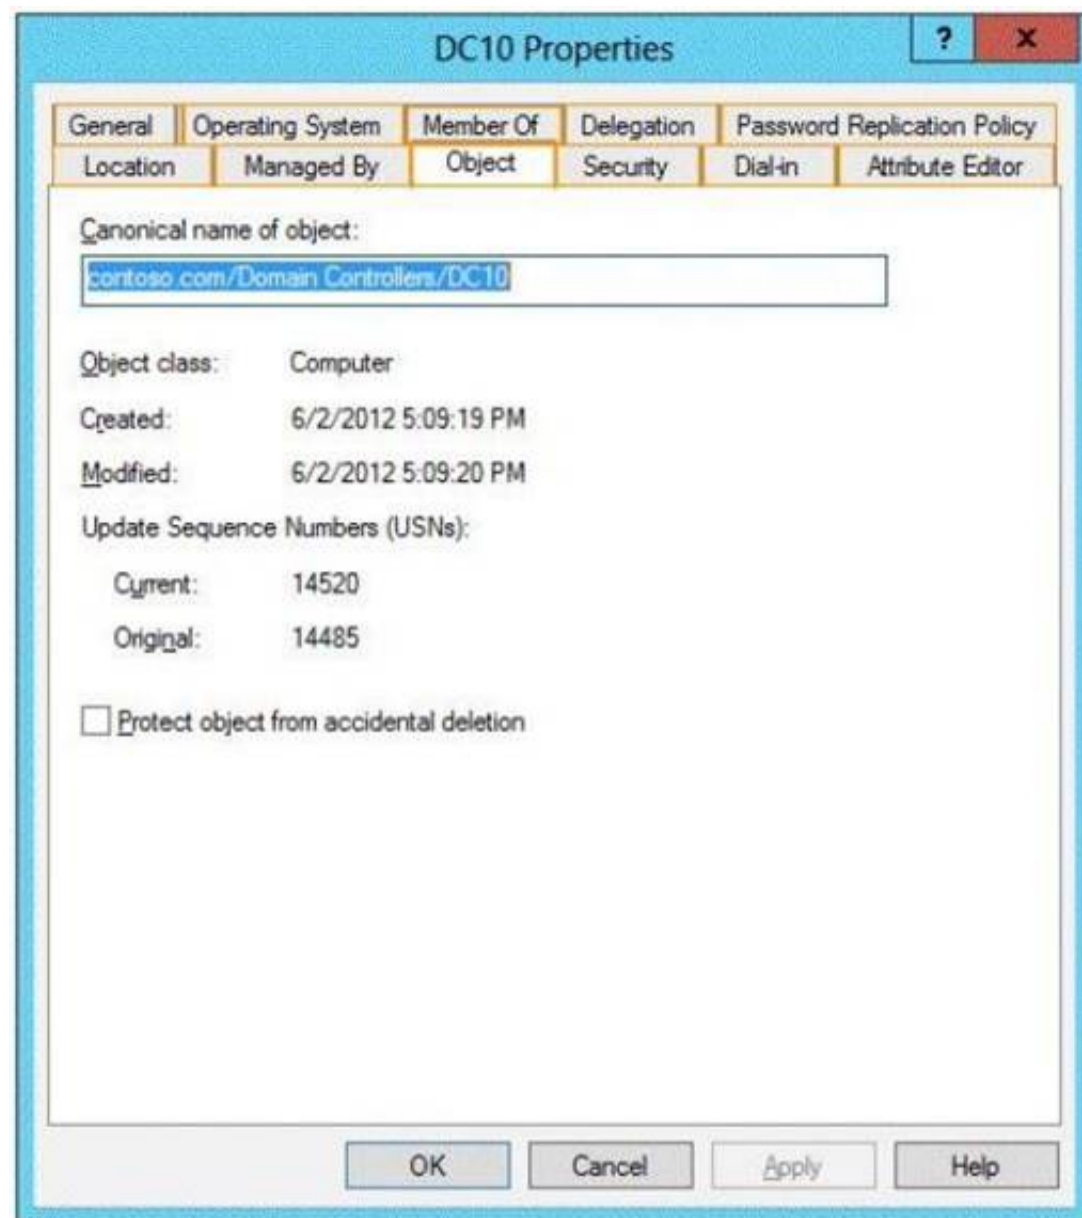 DC10 Properties
?
x
General Operating System Member Of Delegation Password Replication Policy
Location Managed By Object Security Dial-in Attribute Editor
Canonical name of object:
contoso.com/Domain Controllers/DC10
Object class: Computer
Created: 6/2/2012 5:09:19 PM
Modified: 6/2/2012 5:09:20 PM
Update Sequence Numbers (USNs):
Current: 14520
Original: 14485
Protect object from accidental deletion
OK Cancel Apply Help